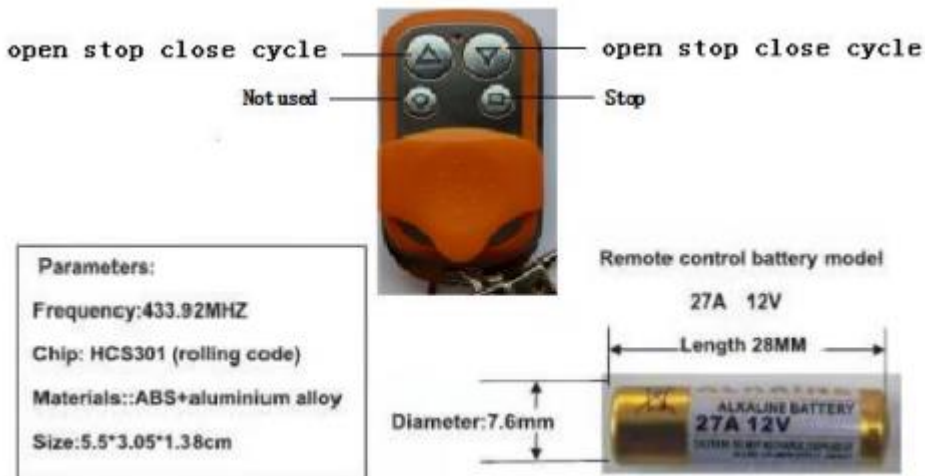 open stop close cycle
open stop close cycle
Not used
Stop
Parameters:
Frequency:433.92MHZ
Chip: HCS301 (rolling code)
Materials::ABS+aluminium alloy
Size:5.5*3.05*1.38cm
Remote control battery model
27A 12V
Length 28MM
Diameter:7.6mm
ALKALINE BATTERY
27A 12V